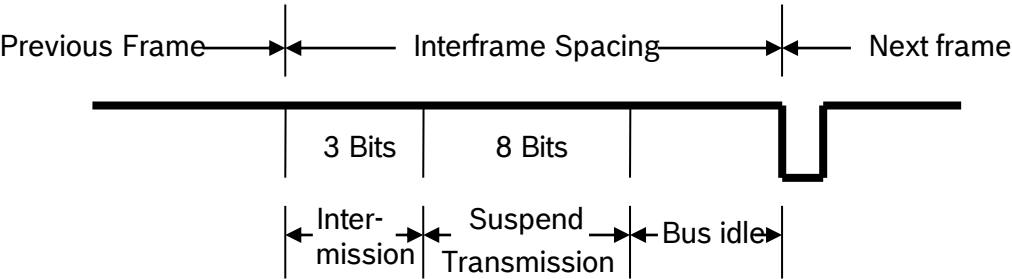 Previous Frame Interframe Spacing Next frame
3 Bits 8 Bits
Inter-
mission
Suspend
Transmission
Bus idle